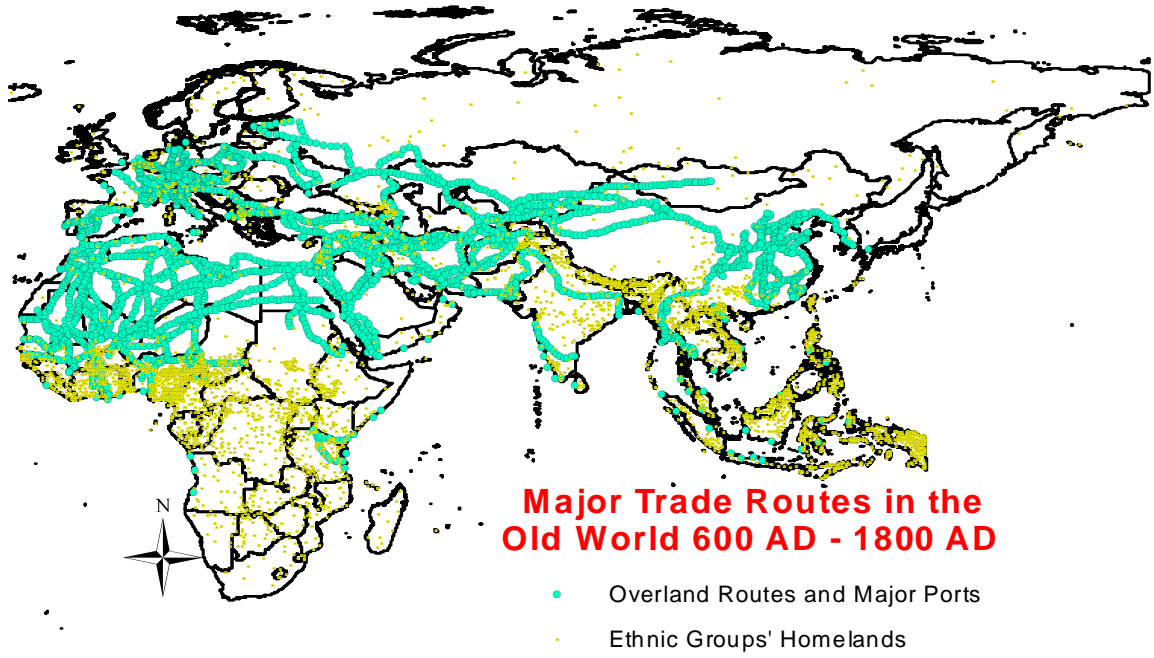 N
Major Trade Routes in the
Old World 600 AD - 1800 AD
Overland Routes and Major Ports
Ethnic Groups' Homelands